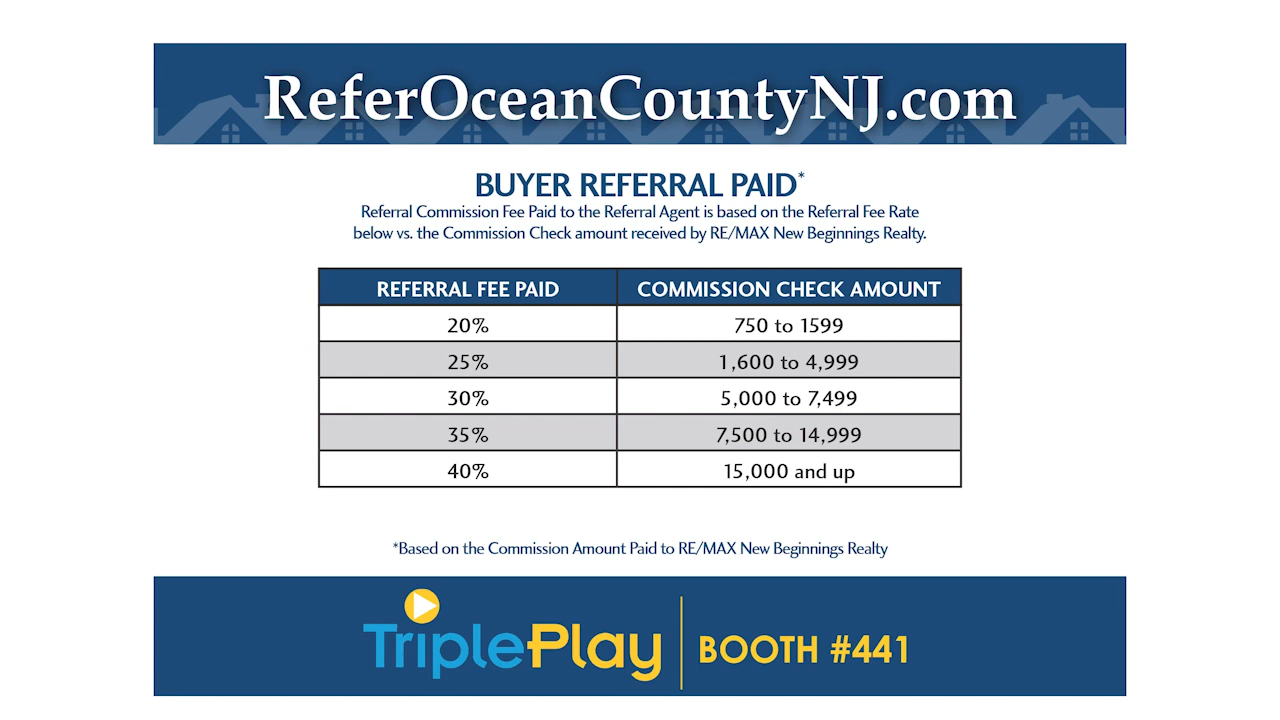 ReferOceanCountyNJ.com
BUYER REFERRAL PAID*
Referral Commission Fee Paid to the Referral Agent is based on the Referral Fee Rate
below vs. the Commission Check amount received by RE/MAX New Beginnings Realty.
REFERRAL FEE PAID COMMISSION CHECK AMOUNT
20% 750 to 1599
25% 1,600 to 4,999
30% 5,000 to 7,499
35% 7,500 to 14,999
40% 15,000 and up
*Based on the Commission Amount Paid to RE/MAX New Beginnings Realty
TriplePlay BOOTH #441